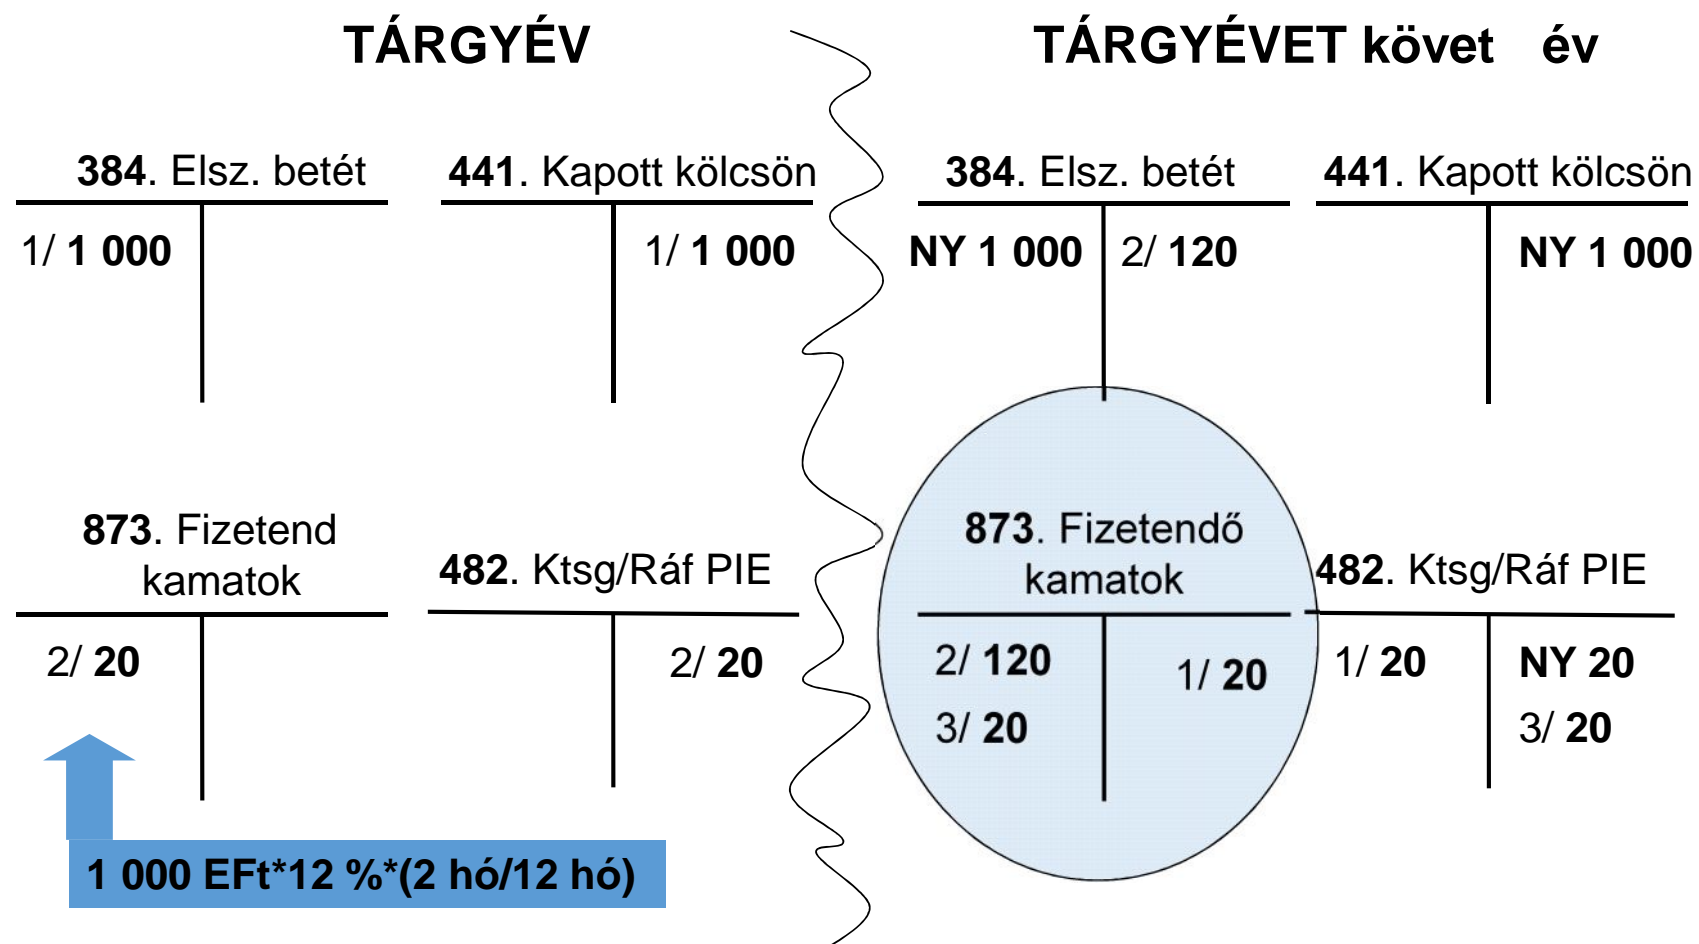 TÁRGYÉV
TÁRGYÉVET követ év
384. Elsz. betét
441. Kapott kölcsön
384. Elsz. betét
441. Kapott kölcsön
1/ 1 000
1/ 1 000
NY 1 000
2/ 120
NY 1 000
873. Fizetend
kamatok
482. Ktsg/Ráf PIE
873. Fizetendő
kamatok
482. Ktsg/Ráf PIE
2/ 20
2/ 20
2/ 120
1/ 20
1/ 20
NY 20
3/ 20
3/ 20
1 000 EFt*12 %*(2 hó/12 hó)